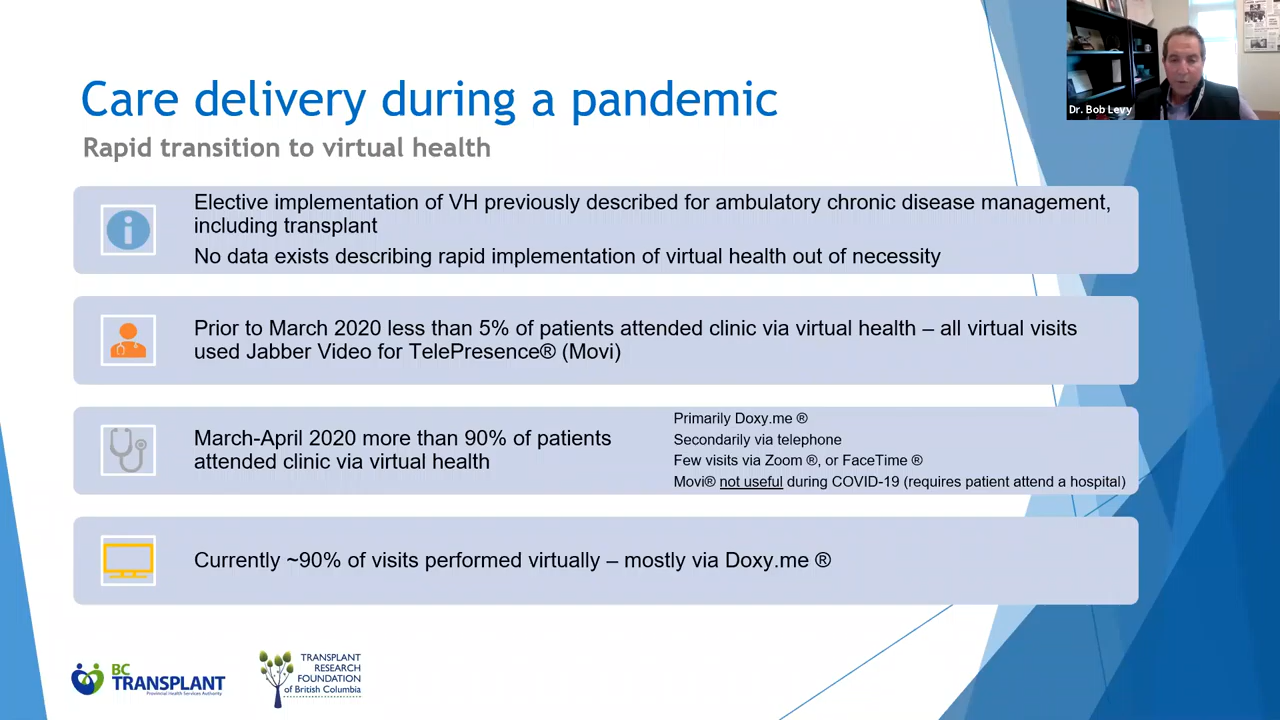 Care delivery during a pandemic
Rapid transition to virtual health
Dr. Bob Levy
Elective implementation of VH previously described for ambulatory chronic disease management,
including transplant
No data exists describing rapid implementation of virtual health out of necessity
Prior to March 2020 less than 5% of patients attended clinic via virtual health – all virtual visits
used Jabber Video for TelePresence® (Movi)
March-April 2020 more than 90% of patients
attended clinic via virtual health
Primarily Doxy.me ®
Secondarily via telephone
Few visits via Zoom ®, or FaceTime ®
Movi® not useful during COVID-19 (requires patient attend a hospital)
Currently ~90% of visits performed virtually – mostly via Doxy.me ®
BC
TRANSPLANT
Provincial Health Services Authority
TRANSPLANT
RESEARCH
FOUNDATION
of British Columbia